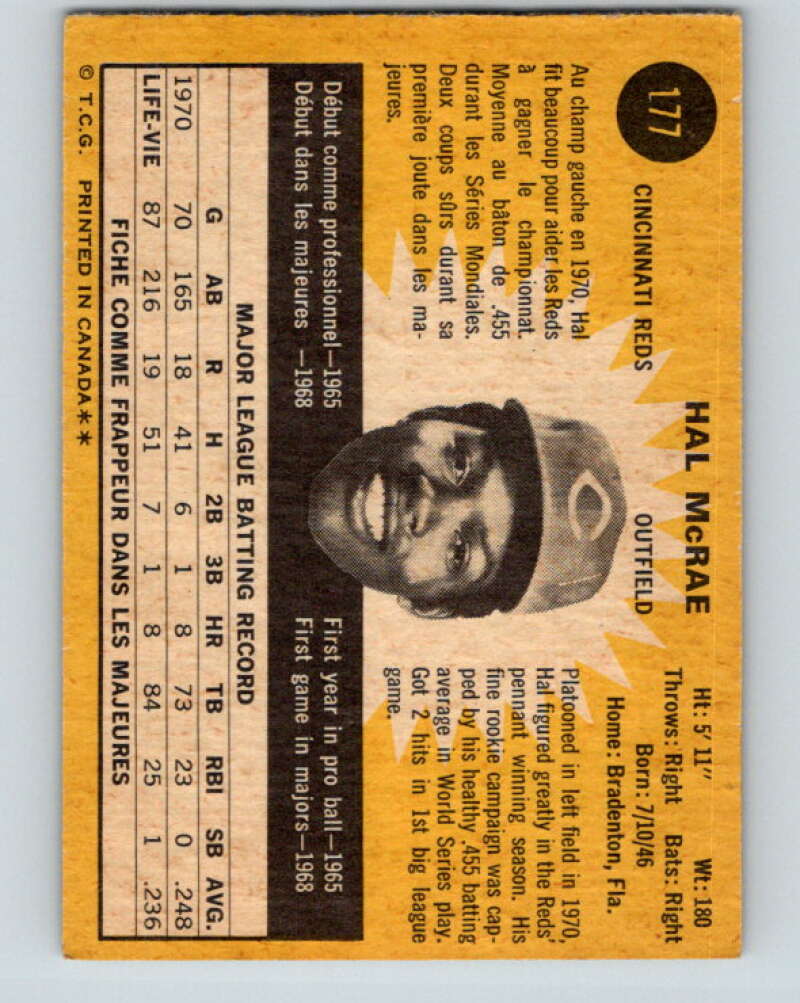 177
HAL McRAE
CINCINNATI REDS
OUTFIELD
Ht: 5' 11" Wt: 180
Throws: Right Bats: Right
Born: 7/10/46
Home: Bradenton, Fla.
Au champ gauche en 1970, Hal
fit beaucoup pour aider les Reds
à gagner le championnat.
Moyenne au bâton de .455
durant les Séries Mondiales.
Deux coups sûrs durant sa
première joute dans les ma-
jeures.
Platooned in left field in 1970,
Hal figured greatly in the Reds'
pennant winning season. His
fine rookie campaign was cap-
ped by his healthy .455 batting
average in World Series play.
Got 2 hits in 1st big league
game.
Début comme professionnel—1965
Début dans les majeures —1968
First year in pro ball—1965
First game in majors—1968
MAJOR LEAGUE BATTING RECORD
G AB R H 2B 3B HR TB RBI SB AVG.
1970 70 165 18 41 6 1 8 73 23 0 .248
LIFE-VIE 87 216 19 51 7 1 8 84 25 1 .236
FICHE COMME FRAPPEUR DANS LES MAJEURES
© T.C.G. PRINTED IN CANADA**